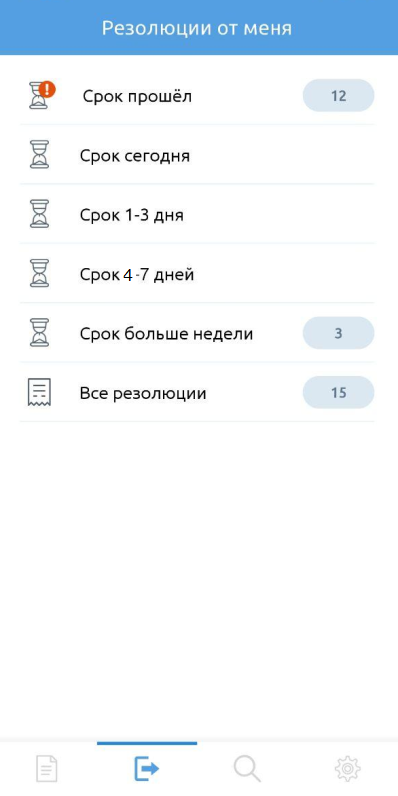 Резолюции от меня
Срок прошёл 12
Срок сегодня
Срок 1-3 дня
Срок 4-7 дней
Срок больше недели 3
Все резолюции 15